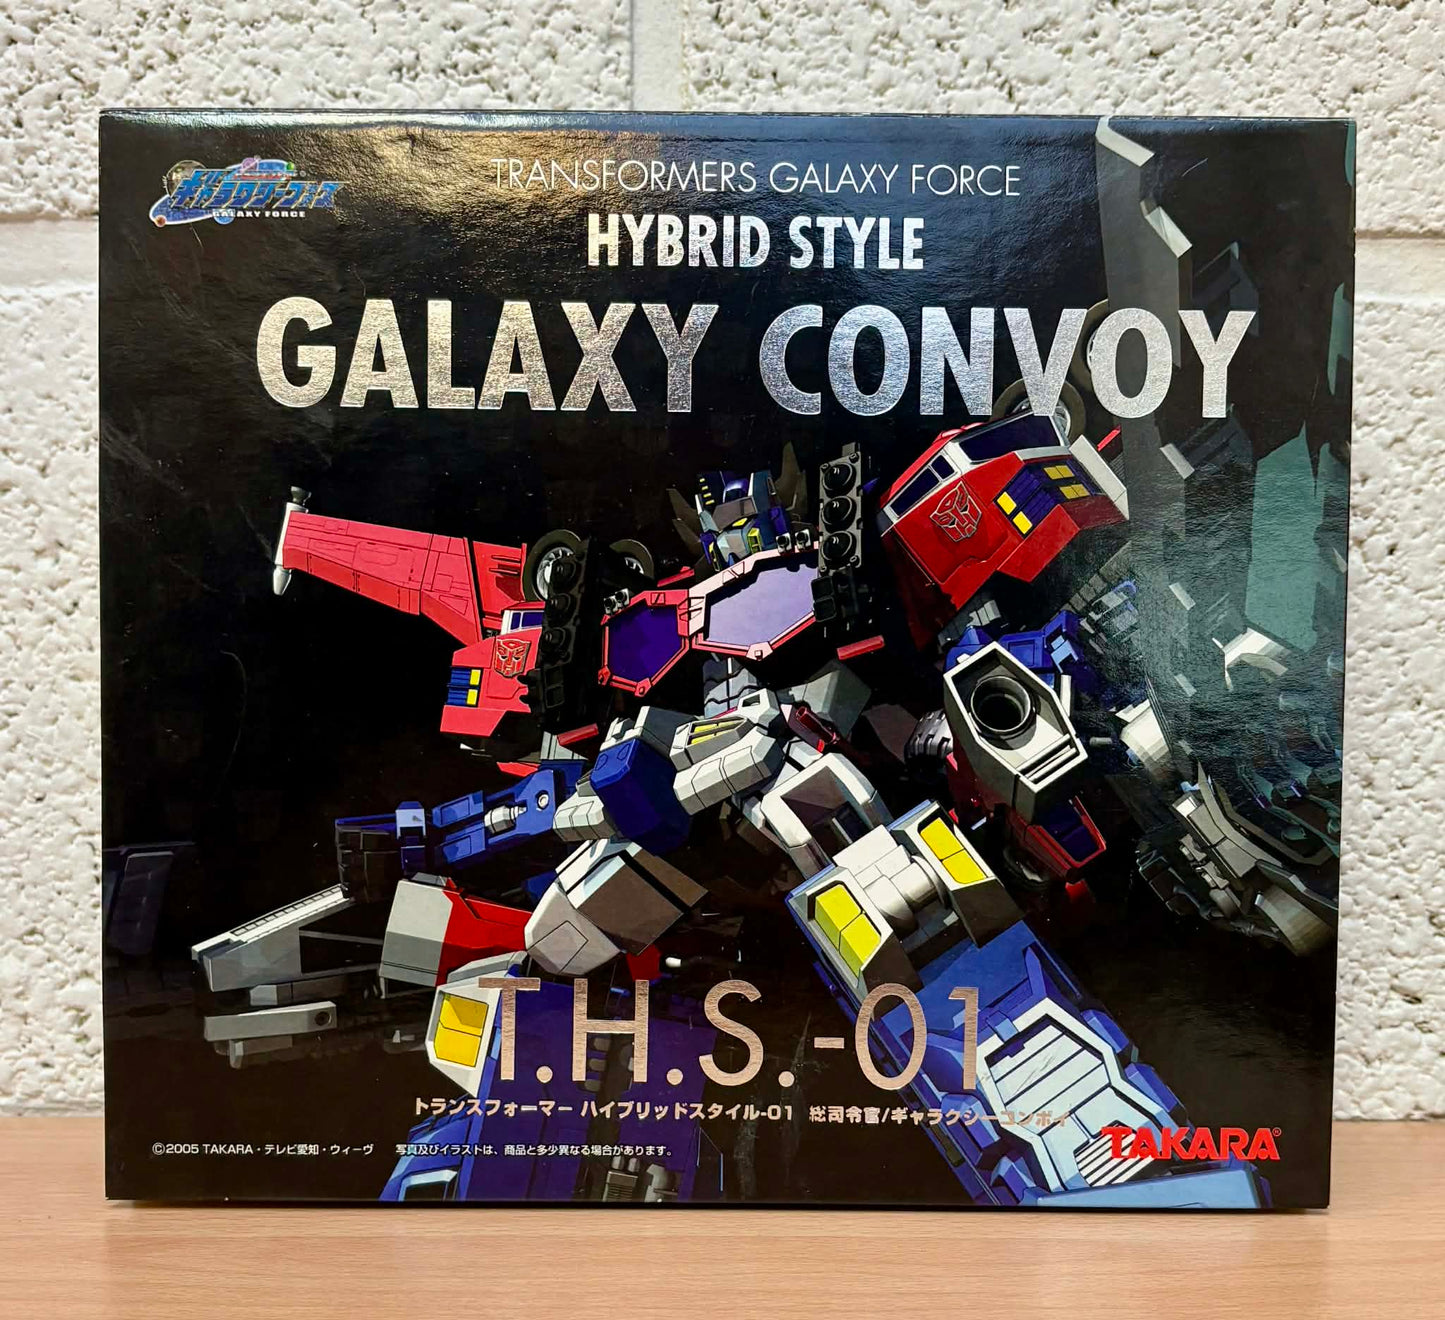 ギャラクシーフォース
GALAXY FORCE
TRANSFORMERS GALAXY FORCE
HYBRID STYLE
GALAXY CONVOY
T.H.S.-01
トランスフォーマー ハイブリッドスタイル-01 総司令官/ギャラクシーコンボイ
©2005 TAKARA・テレビ愛知・ウィーヴ 写真及びイラストは、商品と多少異なる場合があります。
TAKARA®